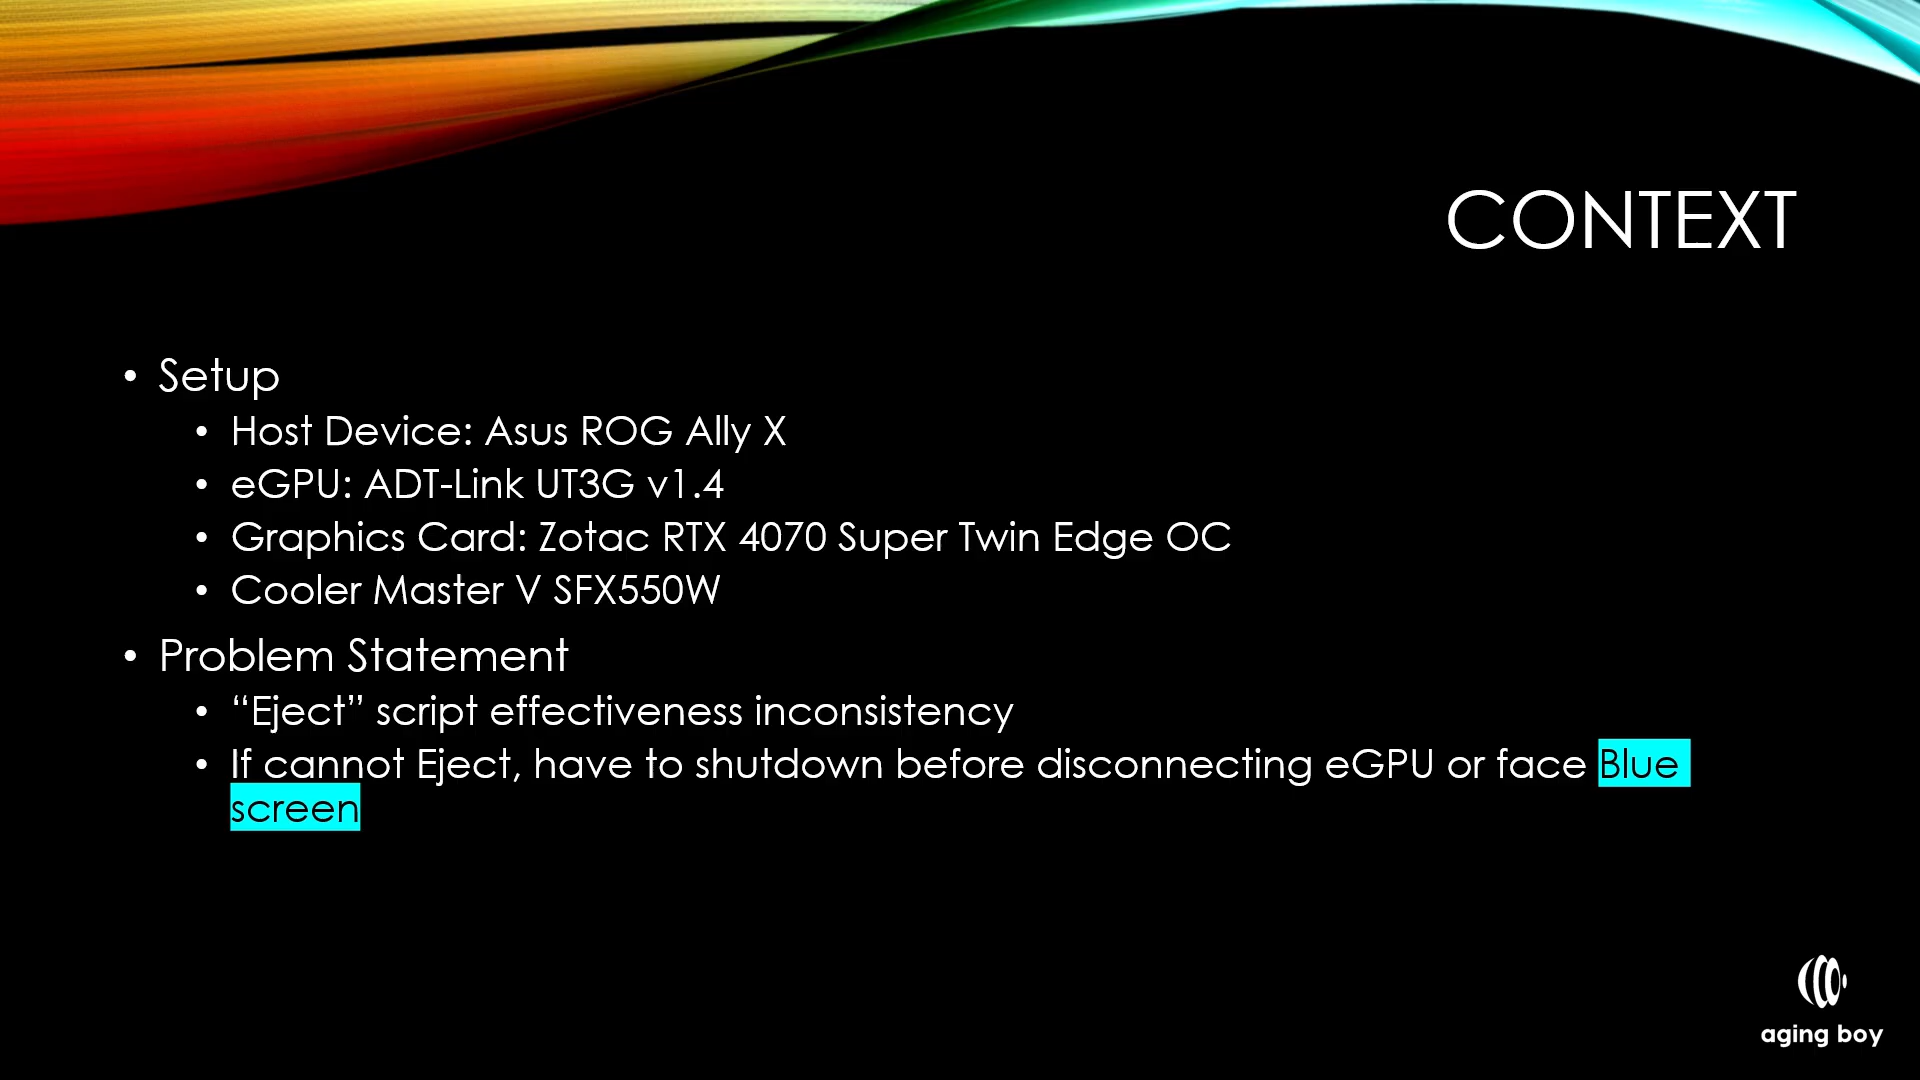 CONTEXT
• Setup
• Host Device: Asus ROG Ally X
• eGPU: ADT-Link UT3G v1.4
• Graphics Card: Zotac RTX 4070 Super Twin Edge OC
• Cooler Master V SFX550W
• Problem Statement
• “Eject” script effectiveness inconsistency
• If cannot Eject, have to shutdown before disconnecting eGPU or face Blue
screen
aging boy